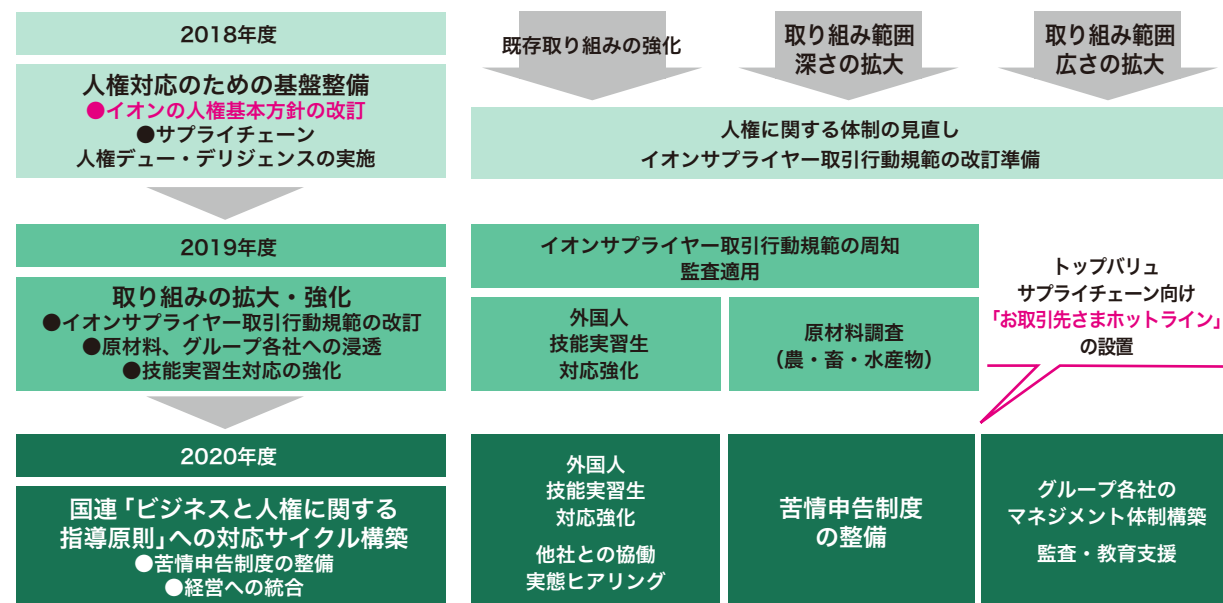 2018年度
人権対応のための基盤整備
●イオンの人権基本方針の改訂
●サプライチェーン
人権デュー・デリジェンスの実施
既存取り組みの強化
取り組み範囲
深さの拡大
取り組み範囲
広さの拡大
人権に関する体制の見直し
イオンサプライヤー取引行動規範の改訂準備
2019年度
取り組みの拡大・強化
●イオンサプライヤー取引行動規範の改訂
●原材料、グループ各社への浸透
●技能実習生対応の強化
イオンサプライヤー取引行動規範の周知
監査適用
外国人
技能実習生
対応強化
原材料調査
（農・畜・水産物）
トップバリュ
サプライチェーン向け
「お取引先さまホットライン」
の設置
2020年度
国連「ビジネスと人権に関する
指導原則」への対応サイクル構築
●苦情申告制度の整備
●経営への統合
外国人
技能実習生
対応強化
他社との協働
実態ヒアリング
苦情申告制度
の整備
グループ各社の
マネジメント体制構築
監査・教育支援